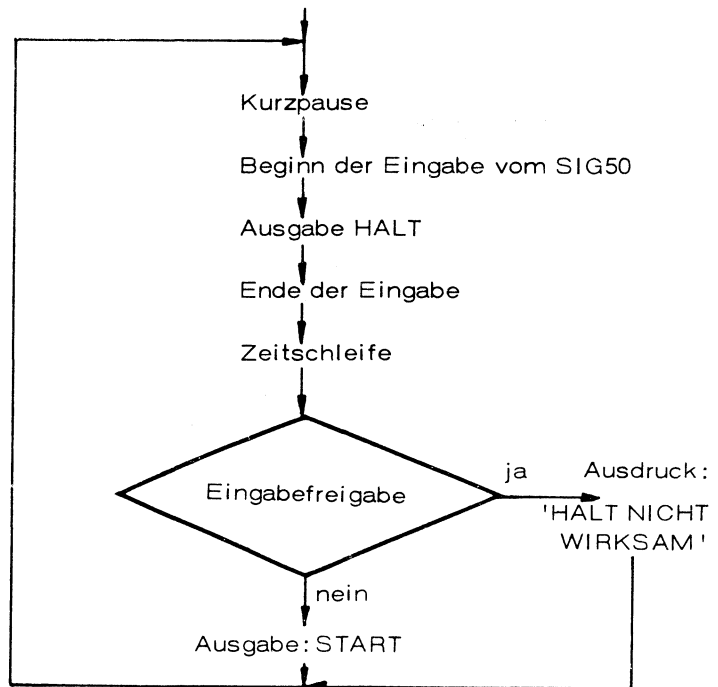 Kurzpause
Beginn der Eingabe vom SIG50
Ausgabe HALT
Ende der Eingabe
Zeitschleife
Eingabefreigabe
ja
Ausdruck:
'HALT NICHT
WIRKSAM'
nein
Ausgabe: START